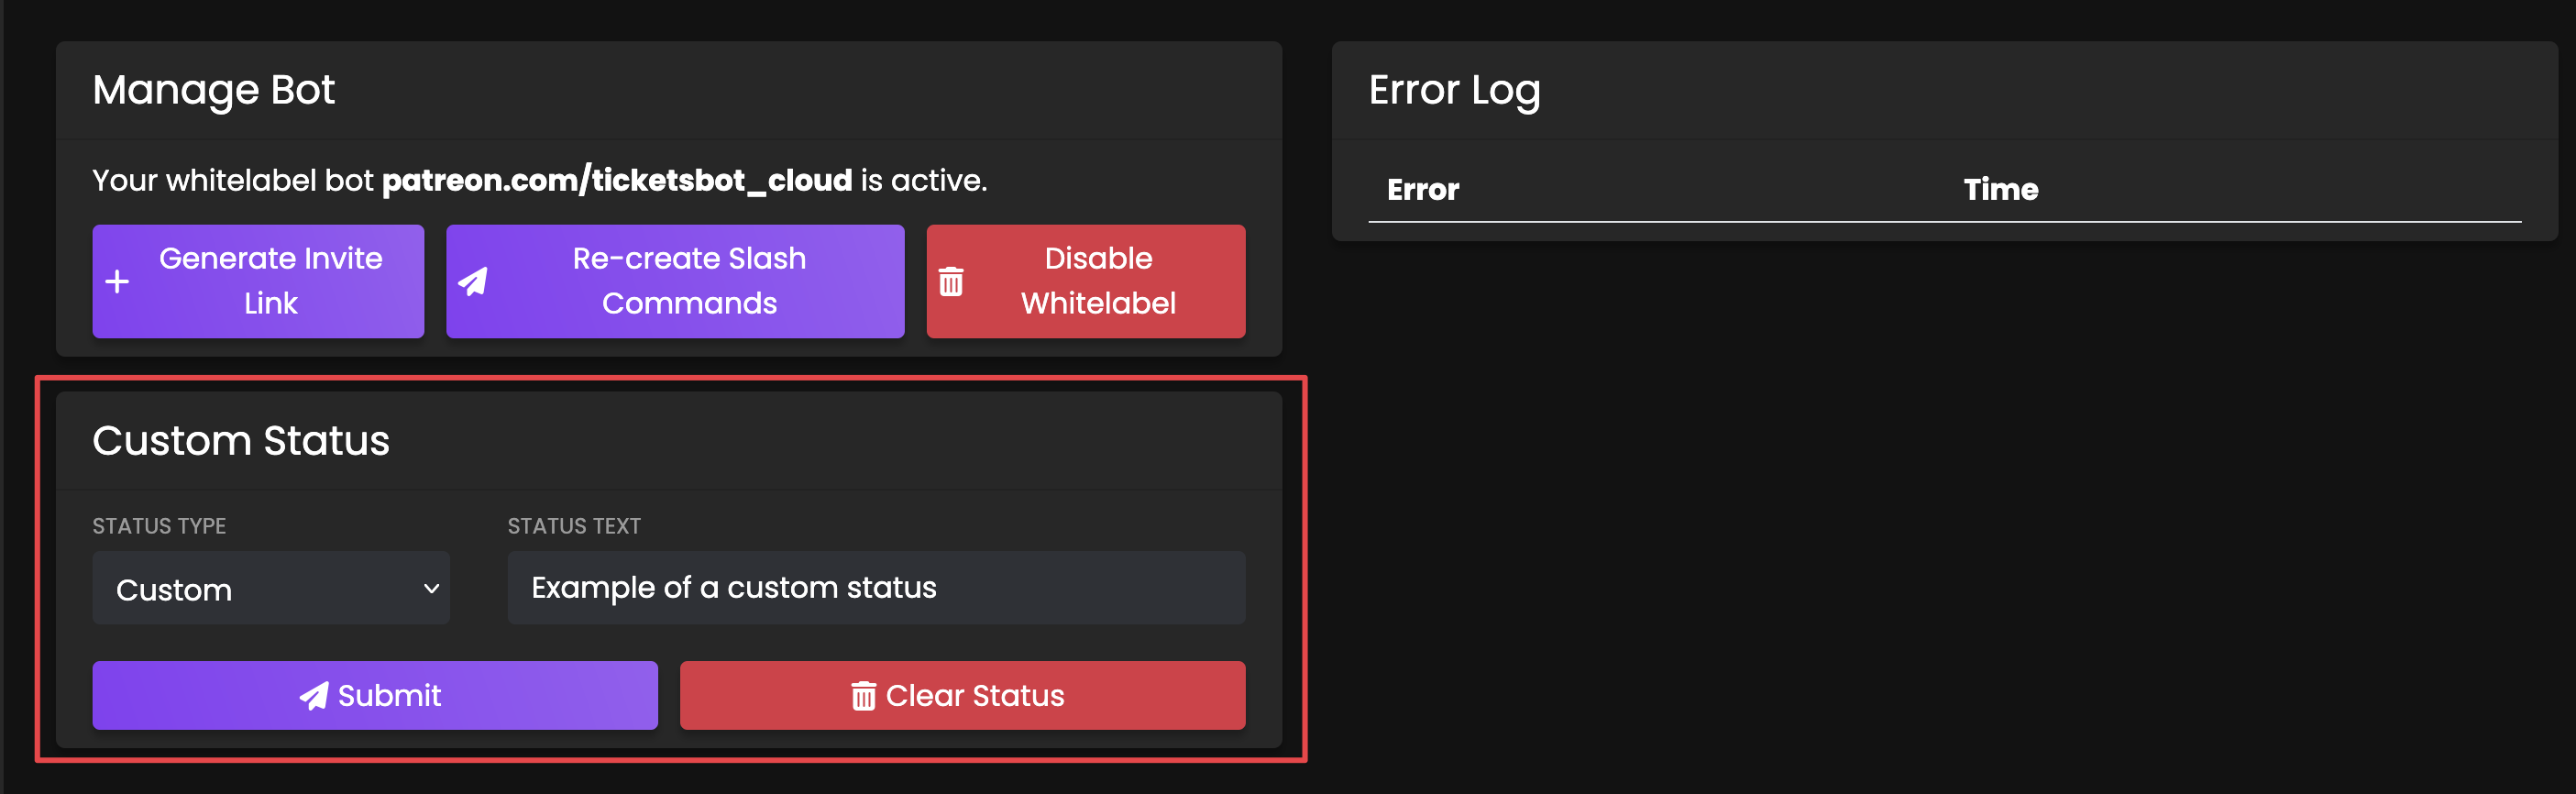 Manage Bot
Your whitelabel bot patreon.com/ticketsbot_cloud is active.
Generate Invite
Link
Re-create Slash
Commands
Disable
Whitelabel
Custom Status
STATUS TYPE
STATUS TEXT
Custom
Example of a custom status
Submit
Clear Status
Error Log
Error
Time